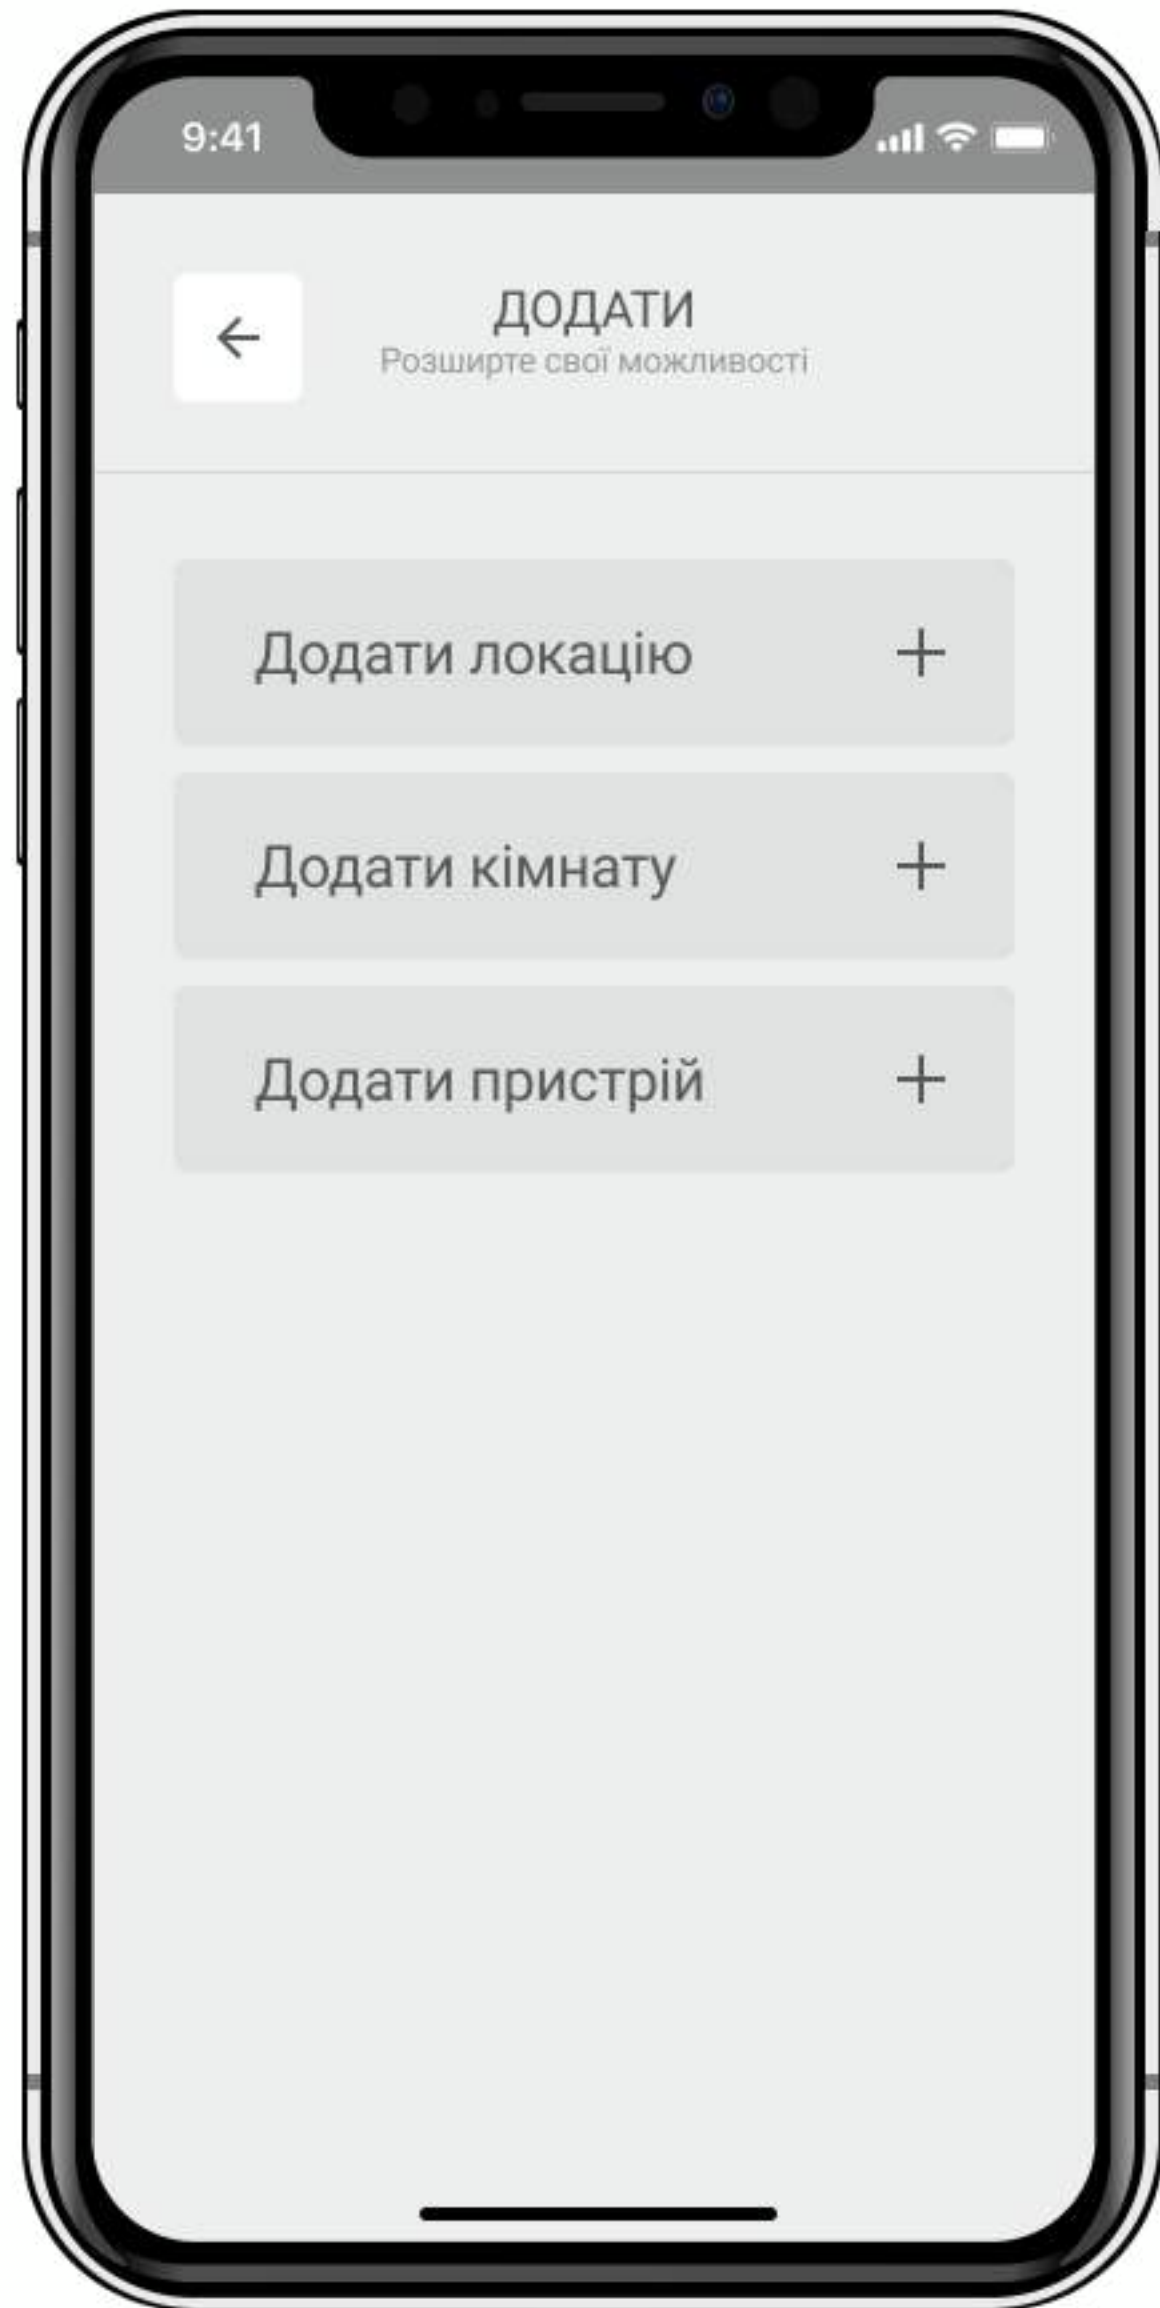 9:41
ДОДАТИ
Розширте свої можливості
Додати локацію
Додати кімнату
Додати пристрій